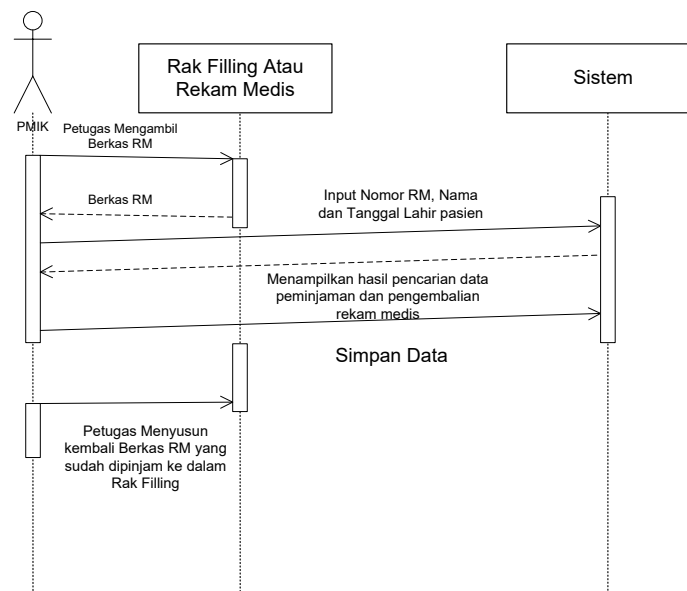 Rak Filling Atau
Rekam Medis
Sistem
PMIK
Petugas Mengambil
Berkas RM
Berkas RM
Input Nomor RM, Nama
dan Tanggal Lahir pasien
Menampilkan hasil pencarian data
peminjaman dan pengembalian
rekam medis
Simpan Data
Petugas Menyusun
kembali Berkas RM yang
sudah dipinjam ke dalam
Rak Filling